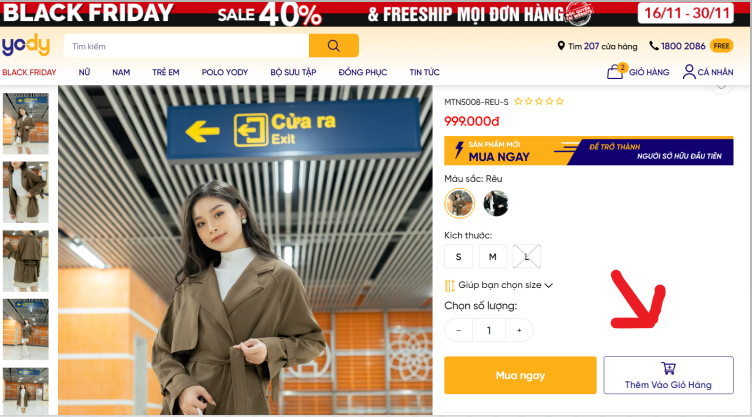 BLACK FRIDAY SALE 40% & FREESHIP MỌI ĐƠN HÀNG 16/11 - 30/11
yody Tìm kiếm Tìm 207 cửa hàng 1800 2086 FREE
BLACK FRIDAY NỮ NAM TRẺ EM POLO YODY BỘ SƯU TẬP ĐỒNG PHỤC TIN TỨC 2 GIỎ HÀNG CÁ NHÂN
Cửa ra
Exit
MTN5008-REU-S
999.000đ
SẢN PHẨM MỚI
MUA NGAY
ĐỂ TRỞ THÀNH
NGƯỜI SỞ HỮU ĐẦU TIÊN
Màu sắc: Rêu
Kích thước:
S M L
Giúp bạn chọn size
Chọn số lượng:
- 1 +
Mua ngay
Thêm Vào Giỏ Hàng